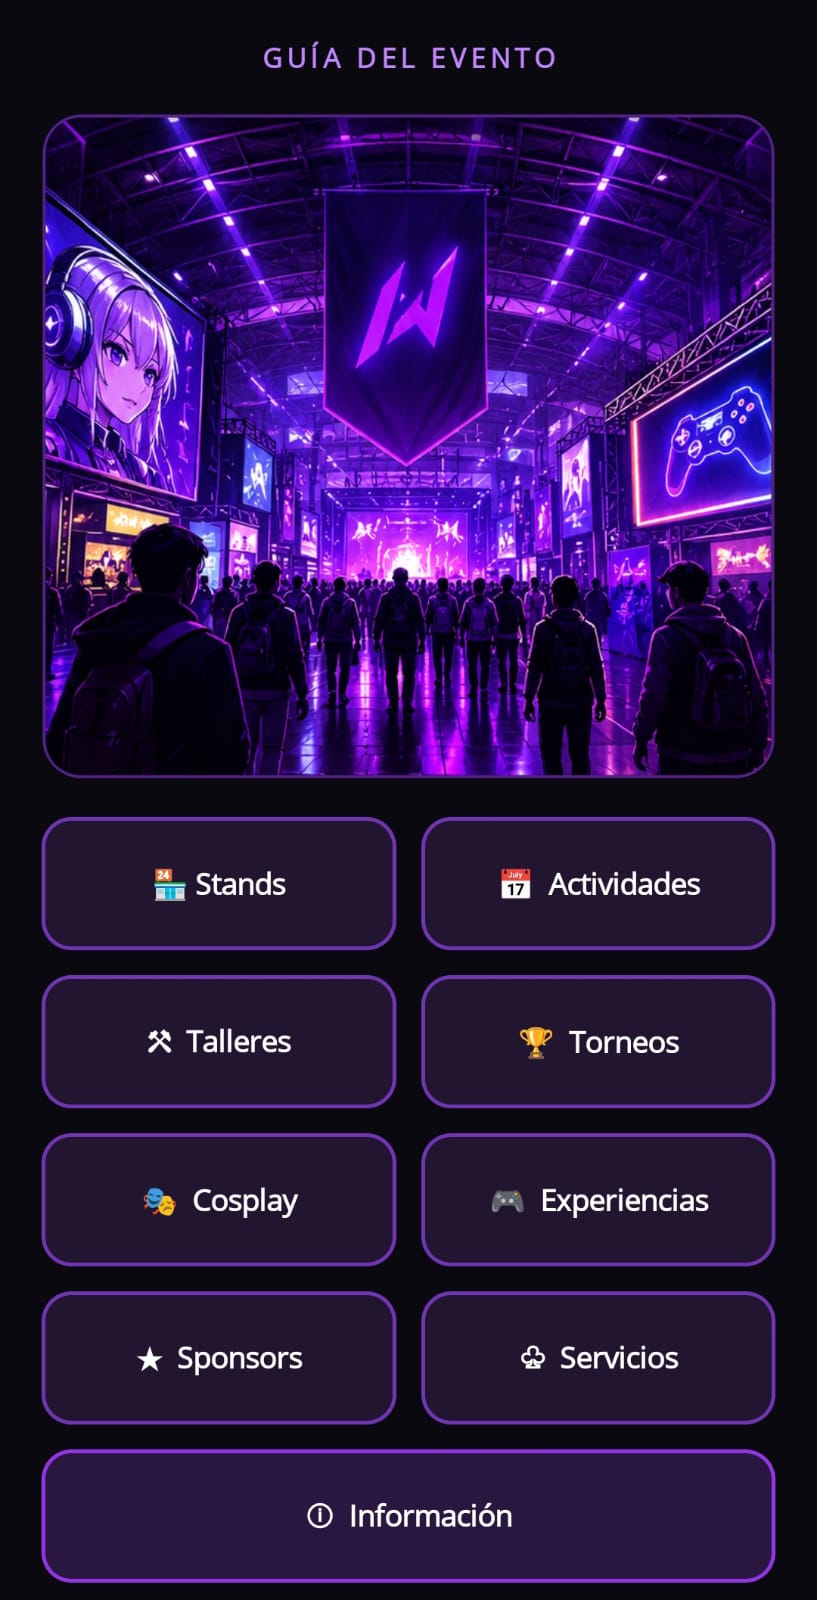 GUÍA DEL EVENTO
Stands
Actividades
Talleres
Torneos
Cosplay
Experiencias
Sponsors
Servicios
Información